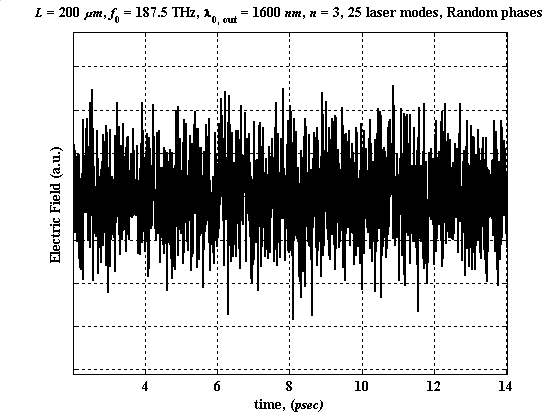 L = 200 μm, f0 = 187.5 THz, λ0, out = 1600 nm, n = 3, 25 laser modes, Random phases
Electric Field (a.u.)
4 6 8 10 12 14
time, (psec)